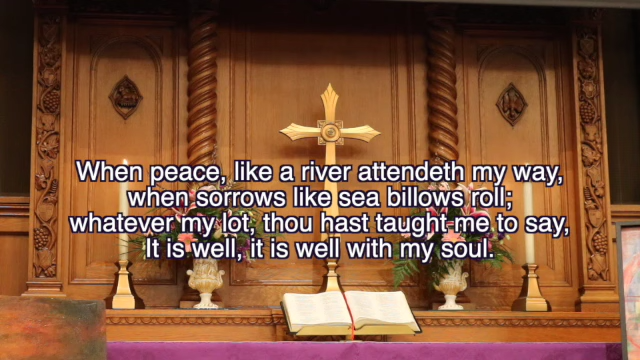 When peace, like a river attendeth my way,
when sorrows like sea billows roll;
whatever my lot, thou hast taught me to say,
It is well, it is well with my soul.